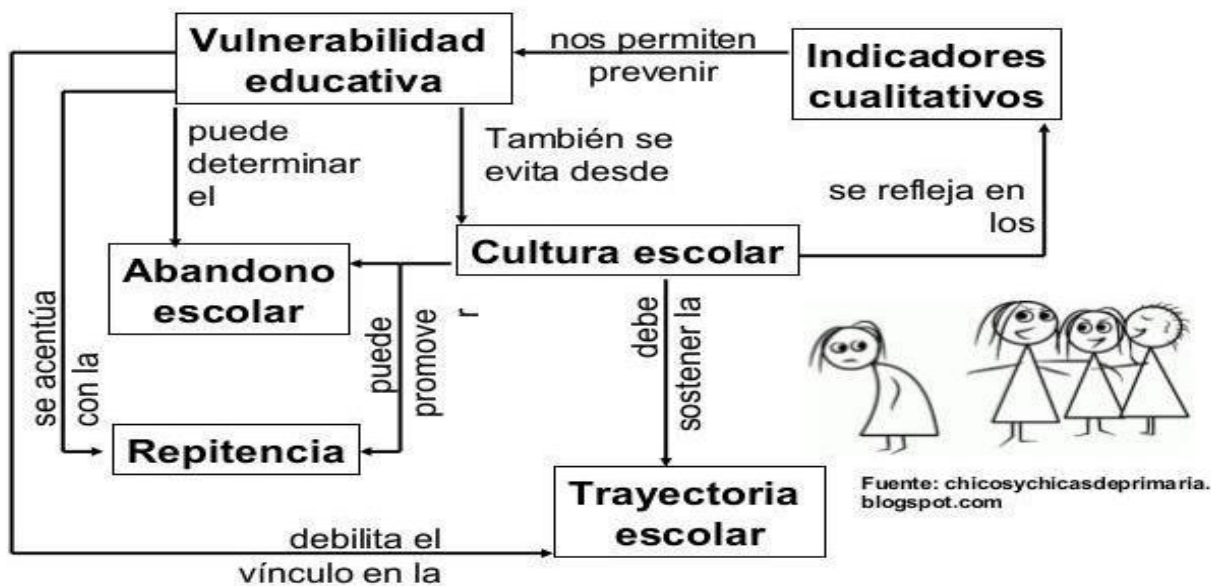 Vulnerabilidad
educativa
nos permiten
prevenir
Indicadores
cualitativos
puede
determinar
el
También se
evita desde
se refleja en
los
Cultura escolar
Abandono
escolar
se acentúa
con la
puede
promove
r
debe
sostener la
Repitencia
Trayectoria
escolar
Fuente: chicosychicasdeprimaria.
blogspot.com
debilita el
vínculo en la